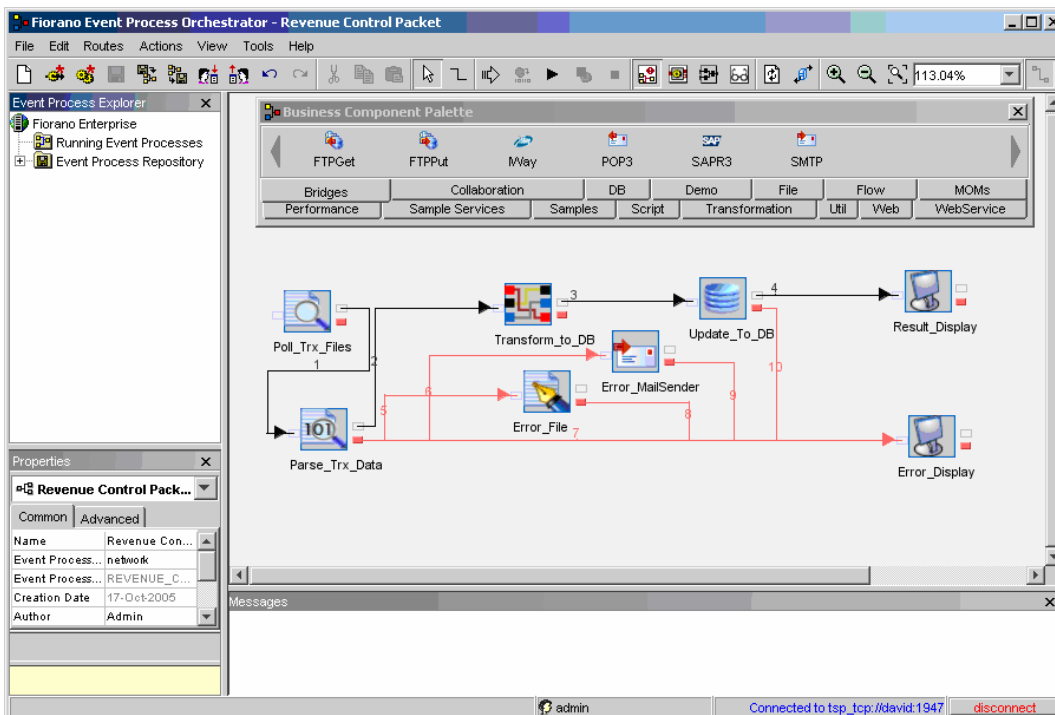 Fiorano Event Process Orchestrator - Revenue Control Packet
File Edit Routes Actions View Tools Help
113.04%
Event Process Explorer
Fiorano Enterprise
Running Event Processes
Event Process Repository
Business Component Palette
FTPGet FTPPut IWay POP3 SAPR3 SMTP
Bridges Collaboration DB Demo File Flow MOMs
Performance Sample Services Samples Script Transformation Util Web WebService
Poll_Trx_Files
Transform_to_DB
Update_To_DB
Result_Display
Error_MailSender
Error_File
Parse_Trx_Data
Error_Display
1
2
3
4
5
6
7
8
9
10
101
Properties
Revenue Control Pack...
Common Advanced
Name Revenue Con...
Event Process... network
Event Process... REVENUE_C...
Creation Date 17-Oct-2005
Author Admin
Messages
admin
Connected to tsp_tcp://david:1947
disconnect